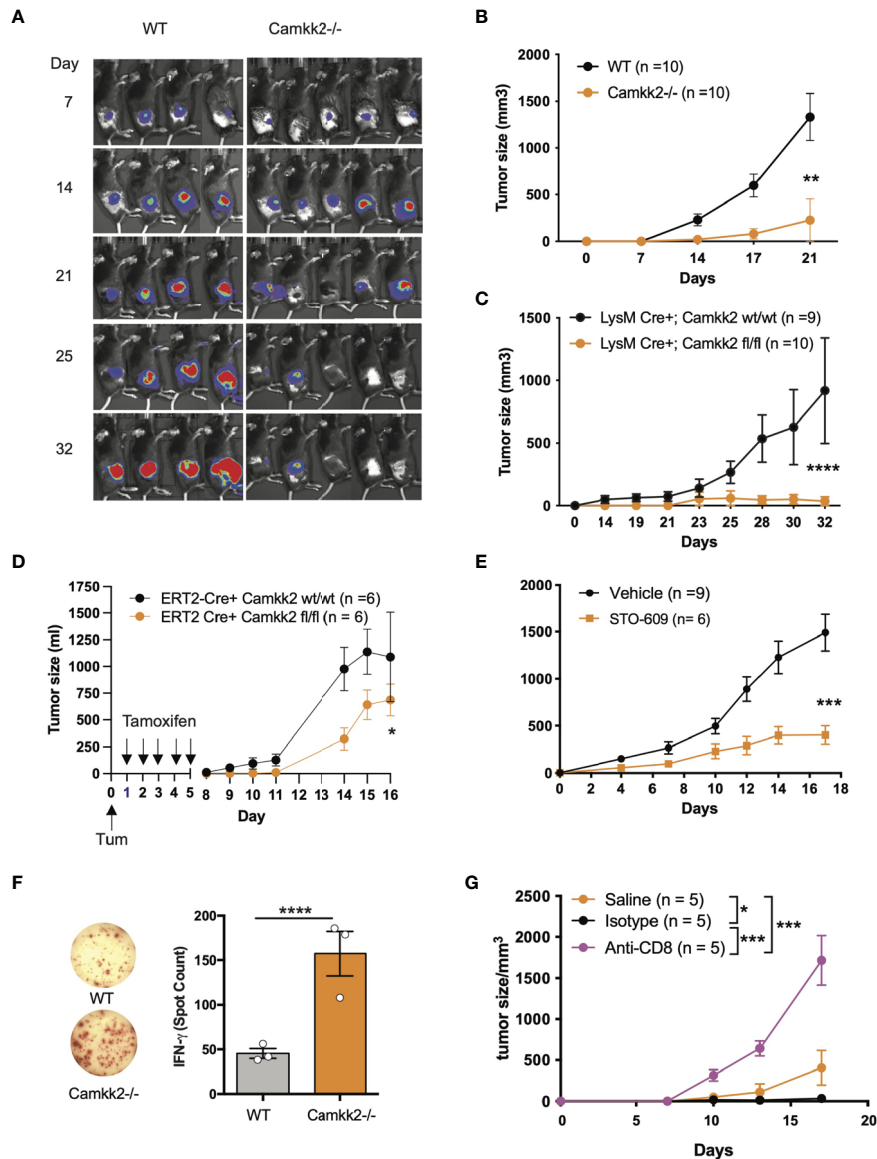 A
WT
Camkk2-/-
Day
7
14
21
25
32
B
WT (n =10)
Camkk2-/- (n =10)
Tumor size (mm3)
1500
1000
500
0
**
0 7 14 17 21
Days
C
LysM Cre+; Camkk2 wt/wt (n =9)
LysM Cre+; Camkk2 fl/fl (n =10)
Tumor size (mm3)
1500
1000
500
0
****
0 14 19 21 23 25 28 30 32
Days
D
ERT2-Cre+ Camkk2 wt/wt (n =6)
ERT2 Cre+ Camkk2 fl/fl (n = 6)
Tumor size (ml)
1750
1500
1250
1000
750
500
250
0
Tamoxifen
*
0 1 2 3 4 5 8 9 10 11 12 13 14 15 16
Day
Tum
E
Vehicle (n =9)
STO-609 (n= 6)
Tumor size (mm3)
2000
1500
1000
500
0
***
0 2 4 6 8 10 12 14 16 18
Days
F
WT
Camkk2-/-
IFN-γ (Spot Count)
200
150
100
50
0
****
WT Camkk2-/-
G
Saline (n = 5)
Isotype (n = 5)
Anti-CD8 (n = 5)
*
***
***
tumor size/mm³
2500
2000
1500
1000
500
0
0 5 10 15 20
Days